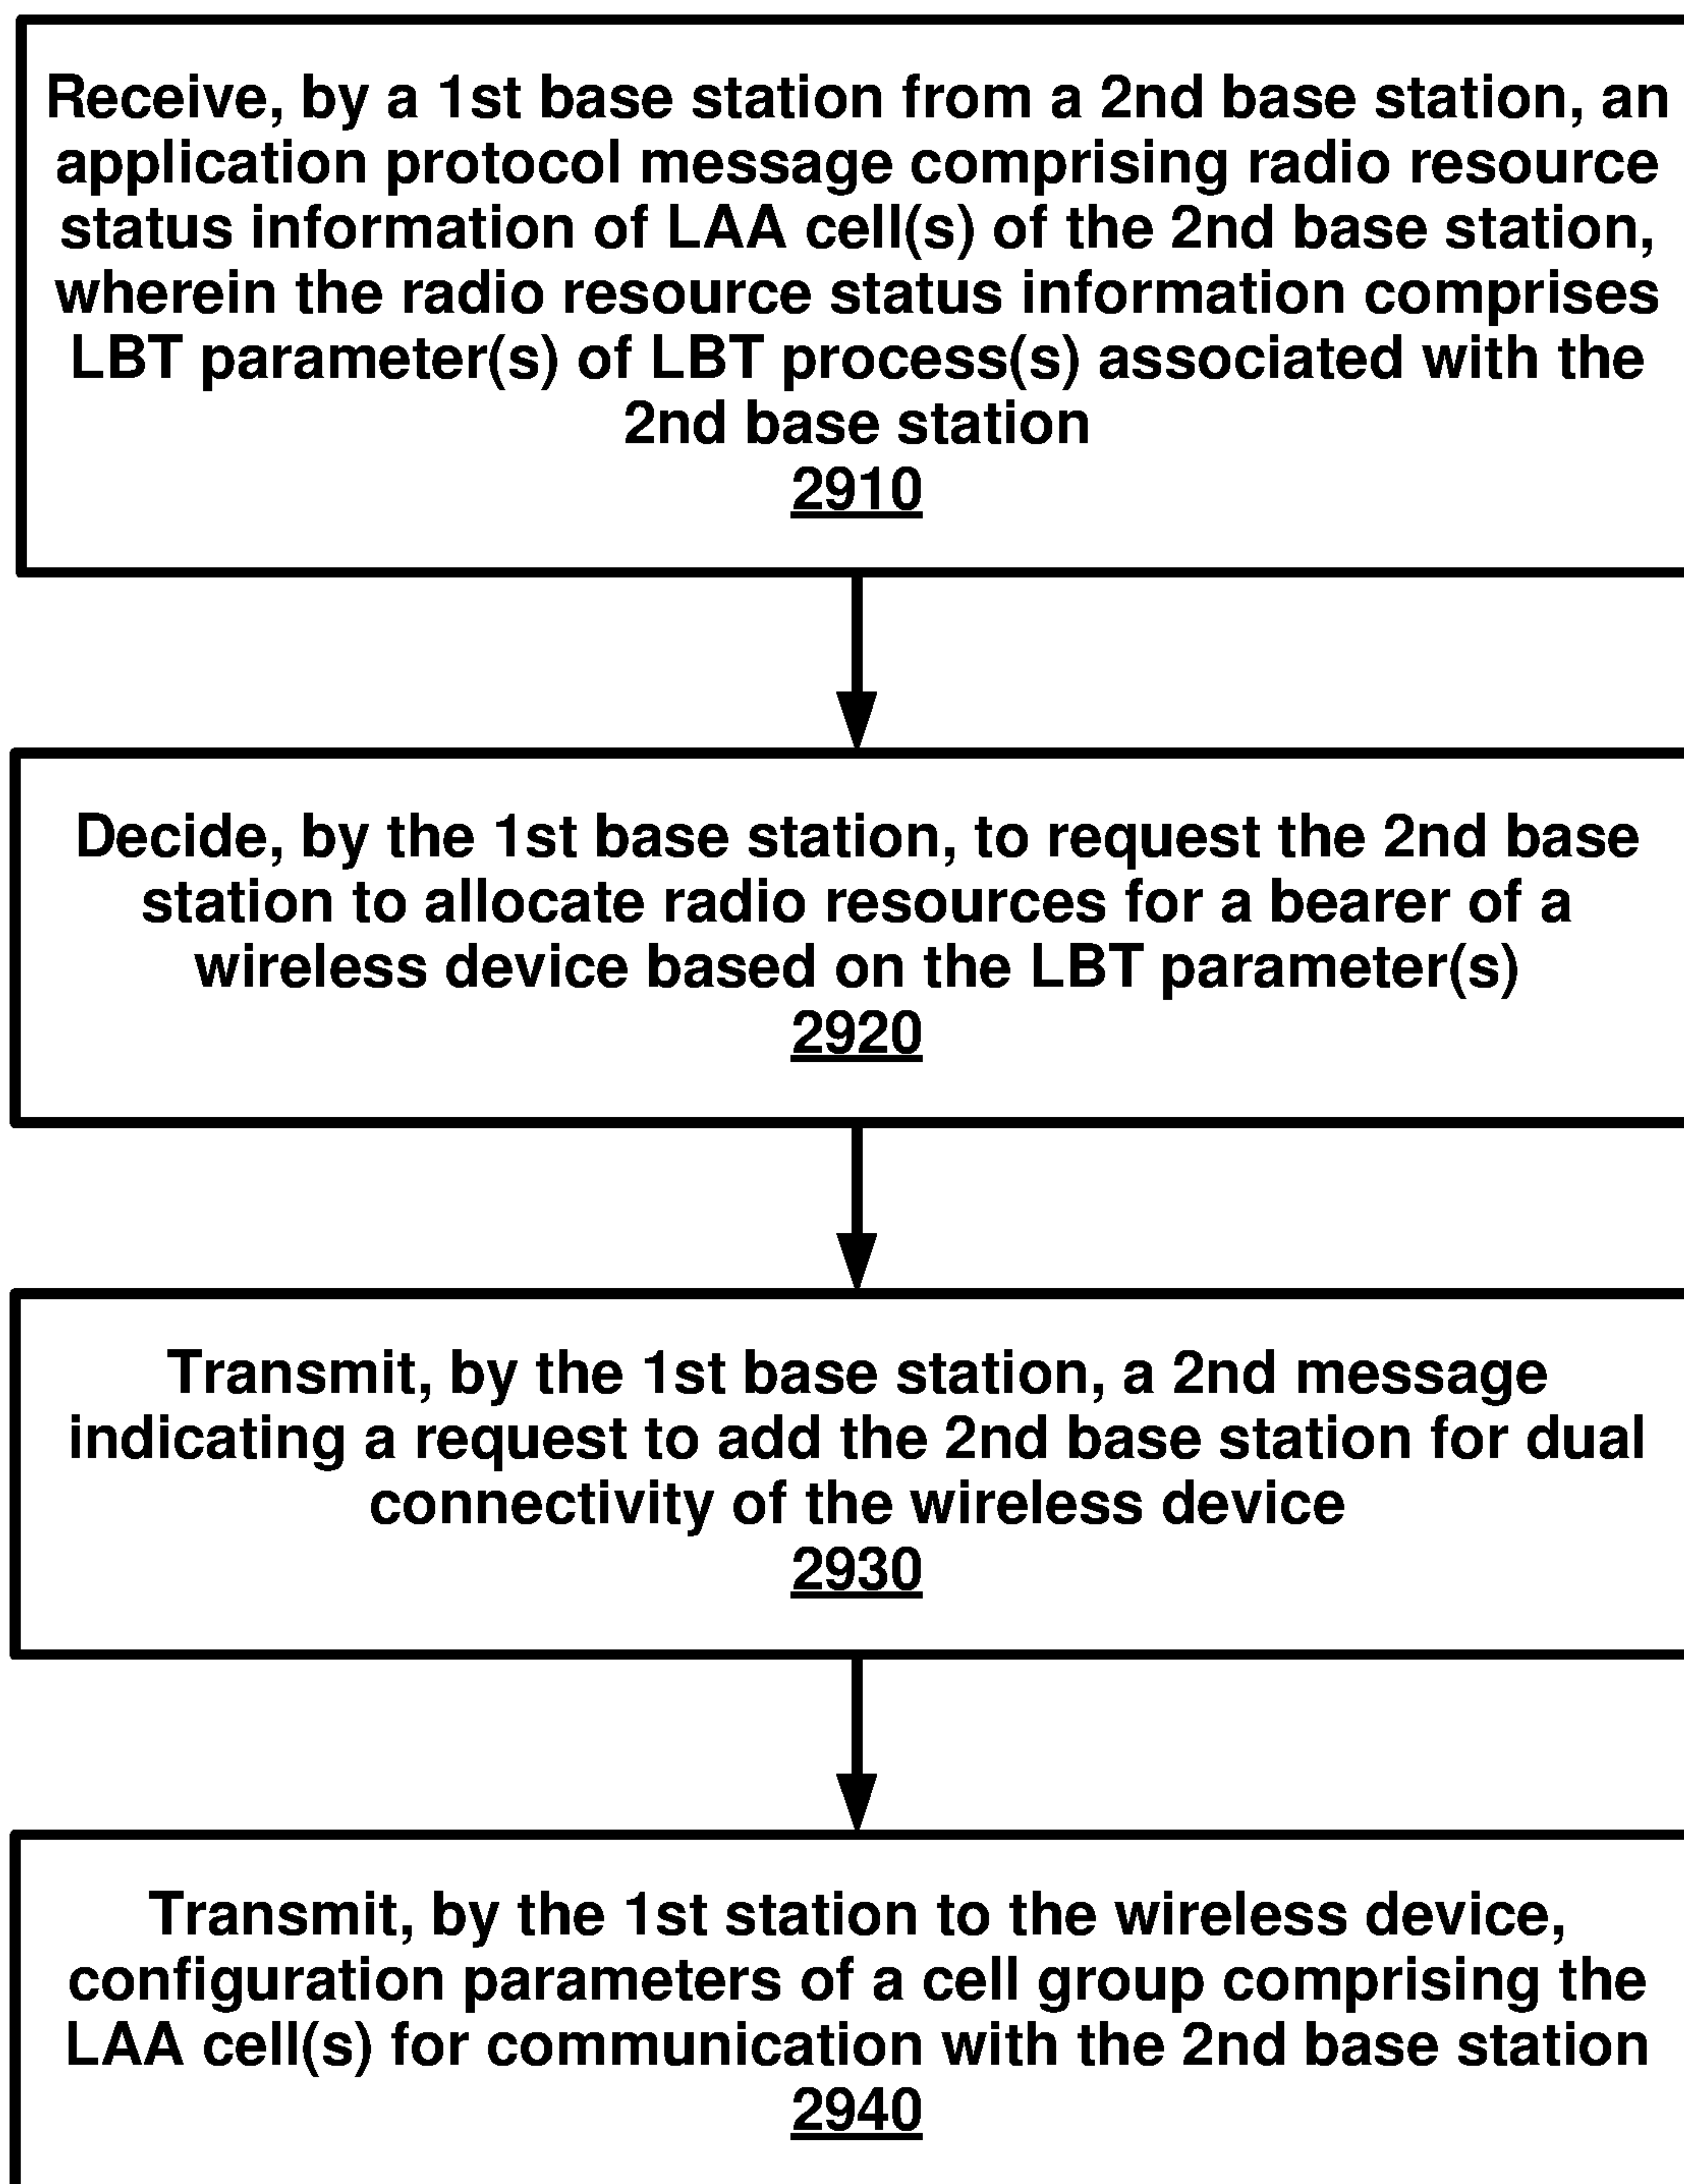 Receive, by a 1st base station from a 2nd base station, an
application protocol message comprising radio resource
status information of LAA cell(s) of the 2nd base station,
wherein the radio resource status information comprises
LBT parameter(s) of LBT process(s) associated with the
2nd base station
2910
Decide, by the 1st base station, to request the 2nd base
station to allocate radio resources for a bearer of a
wireless device based on the LBT parameter(s)
2920
Transmit, by the 1st base station, a 2nd message
indicating a request to add the 2nd base station for dual
connectivity of the wireless device
2930
Transmit, by the 1st station to the wireless device,
configuration parameters of a cell group comprising the
LAA cell(s) for communication with the 2nd base station
2940